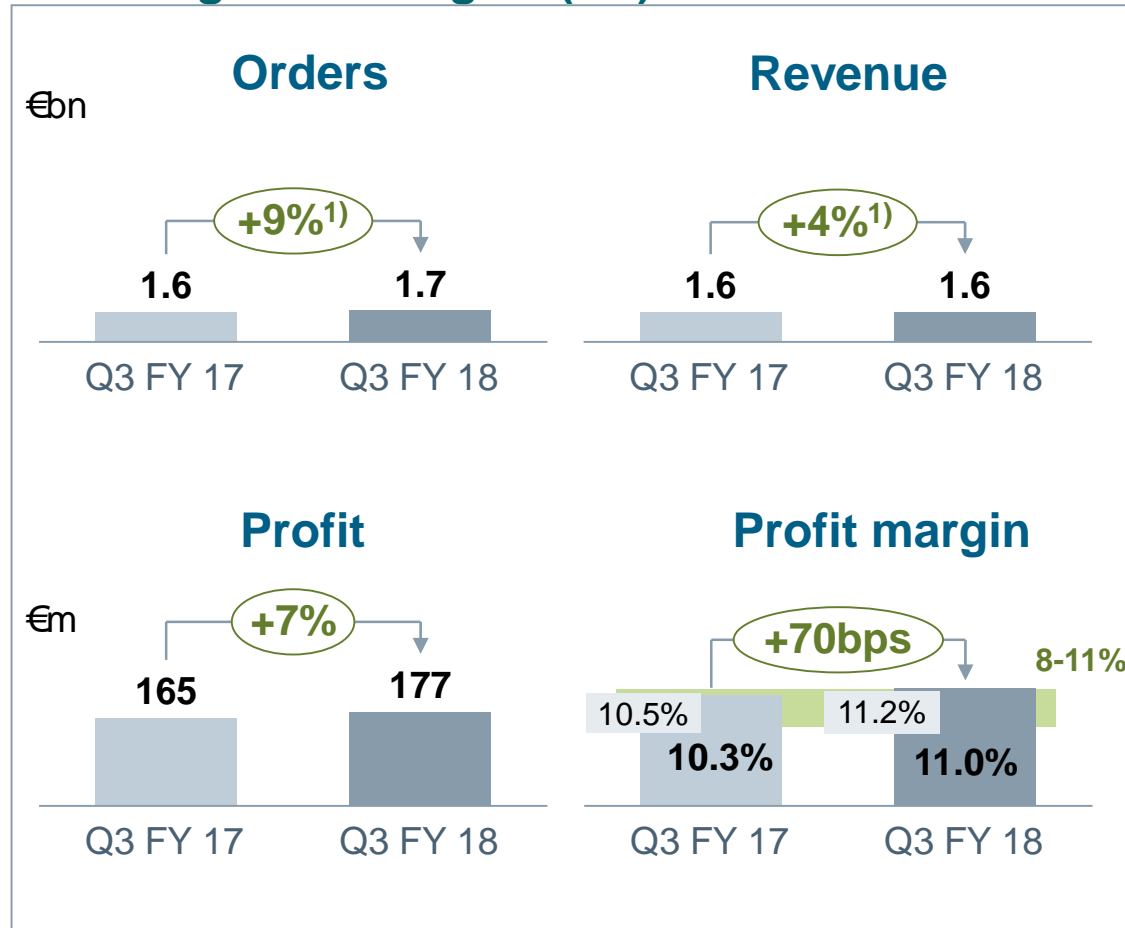 Orders
Revenue
€bn
+9%1)
+4%1)
1.6
1.7
1.6
1.6
Q3 FY 17
Q3 FY 18
Q3 FY 17
Q3 FY 18
Profit
Profit margin
€m
+7%
+70bps
8-11%
165
177
10.5%
11.2%
10.3%
11.0%
Q3 FY 17
Q3 FY 18
Q3 FY 17
Q3 FY 18